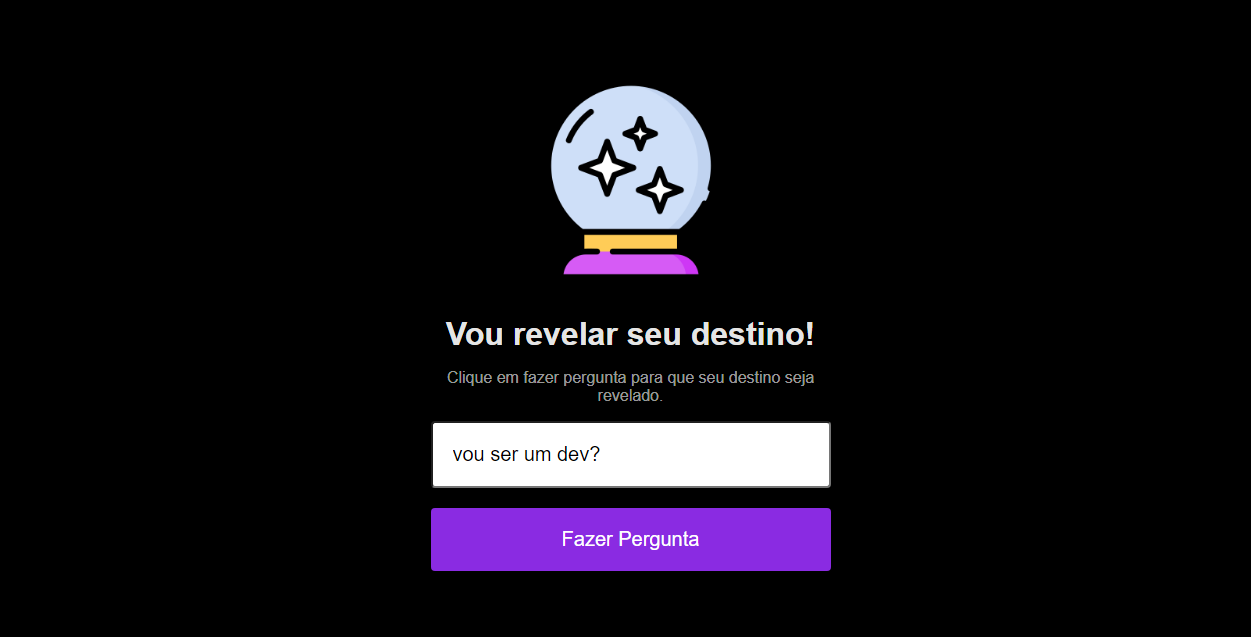 Vou revelar seu destino!
Clique em fazer pergunta para que seu destino seja
revelado.
vou ser um dev?
Fazer Pergunta